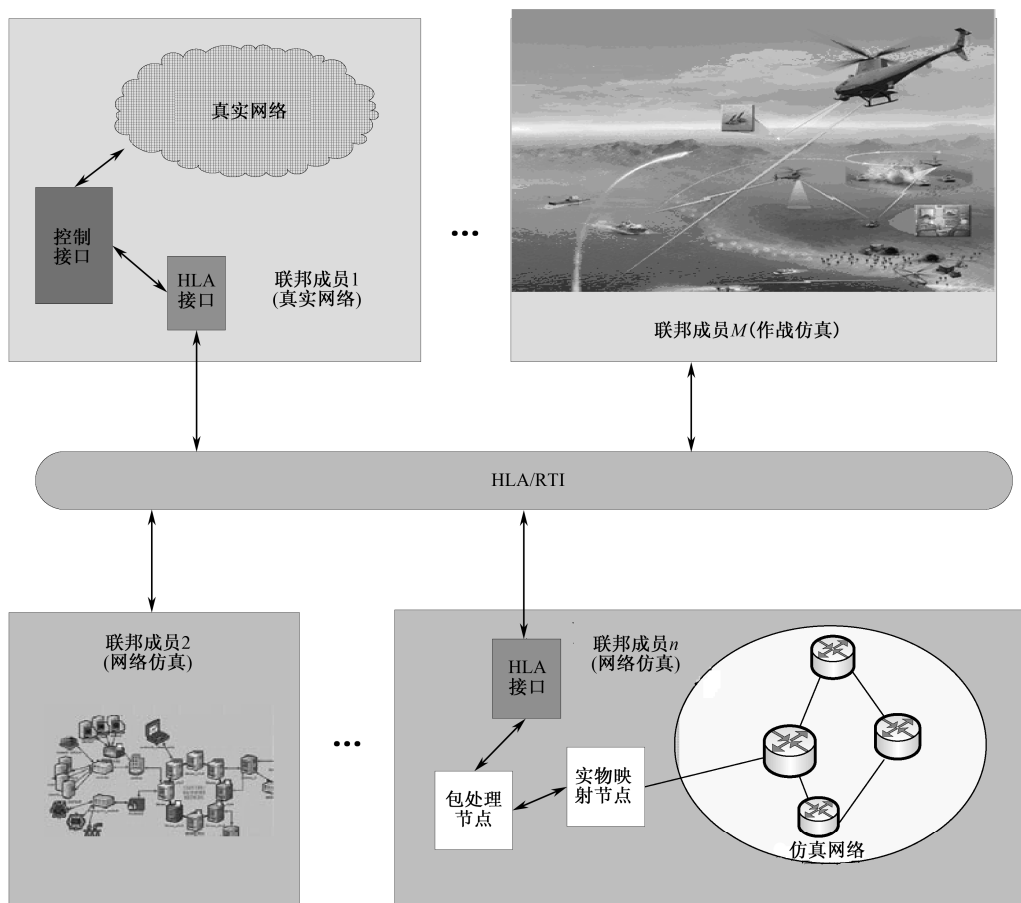 真实网络
控制
接口
HLA
接口
联邦成员1
(真实网络)
•••
联邦成员M(作战仿真)
HLA/RTI
联邦成员2
(网络仿真)
•••
HLA
接口
联邦成员n
(网络仿真)
包处理
节点
实物映
射节点
仿真网络